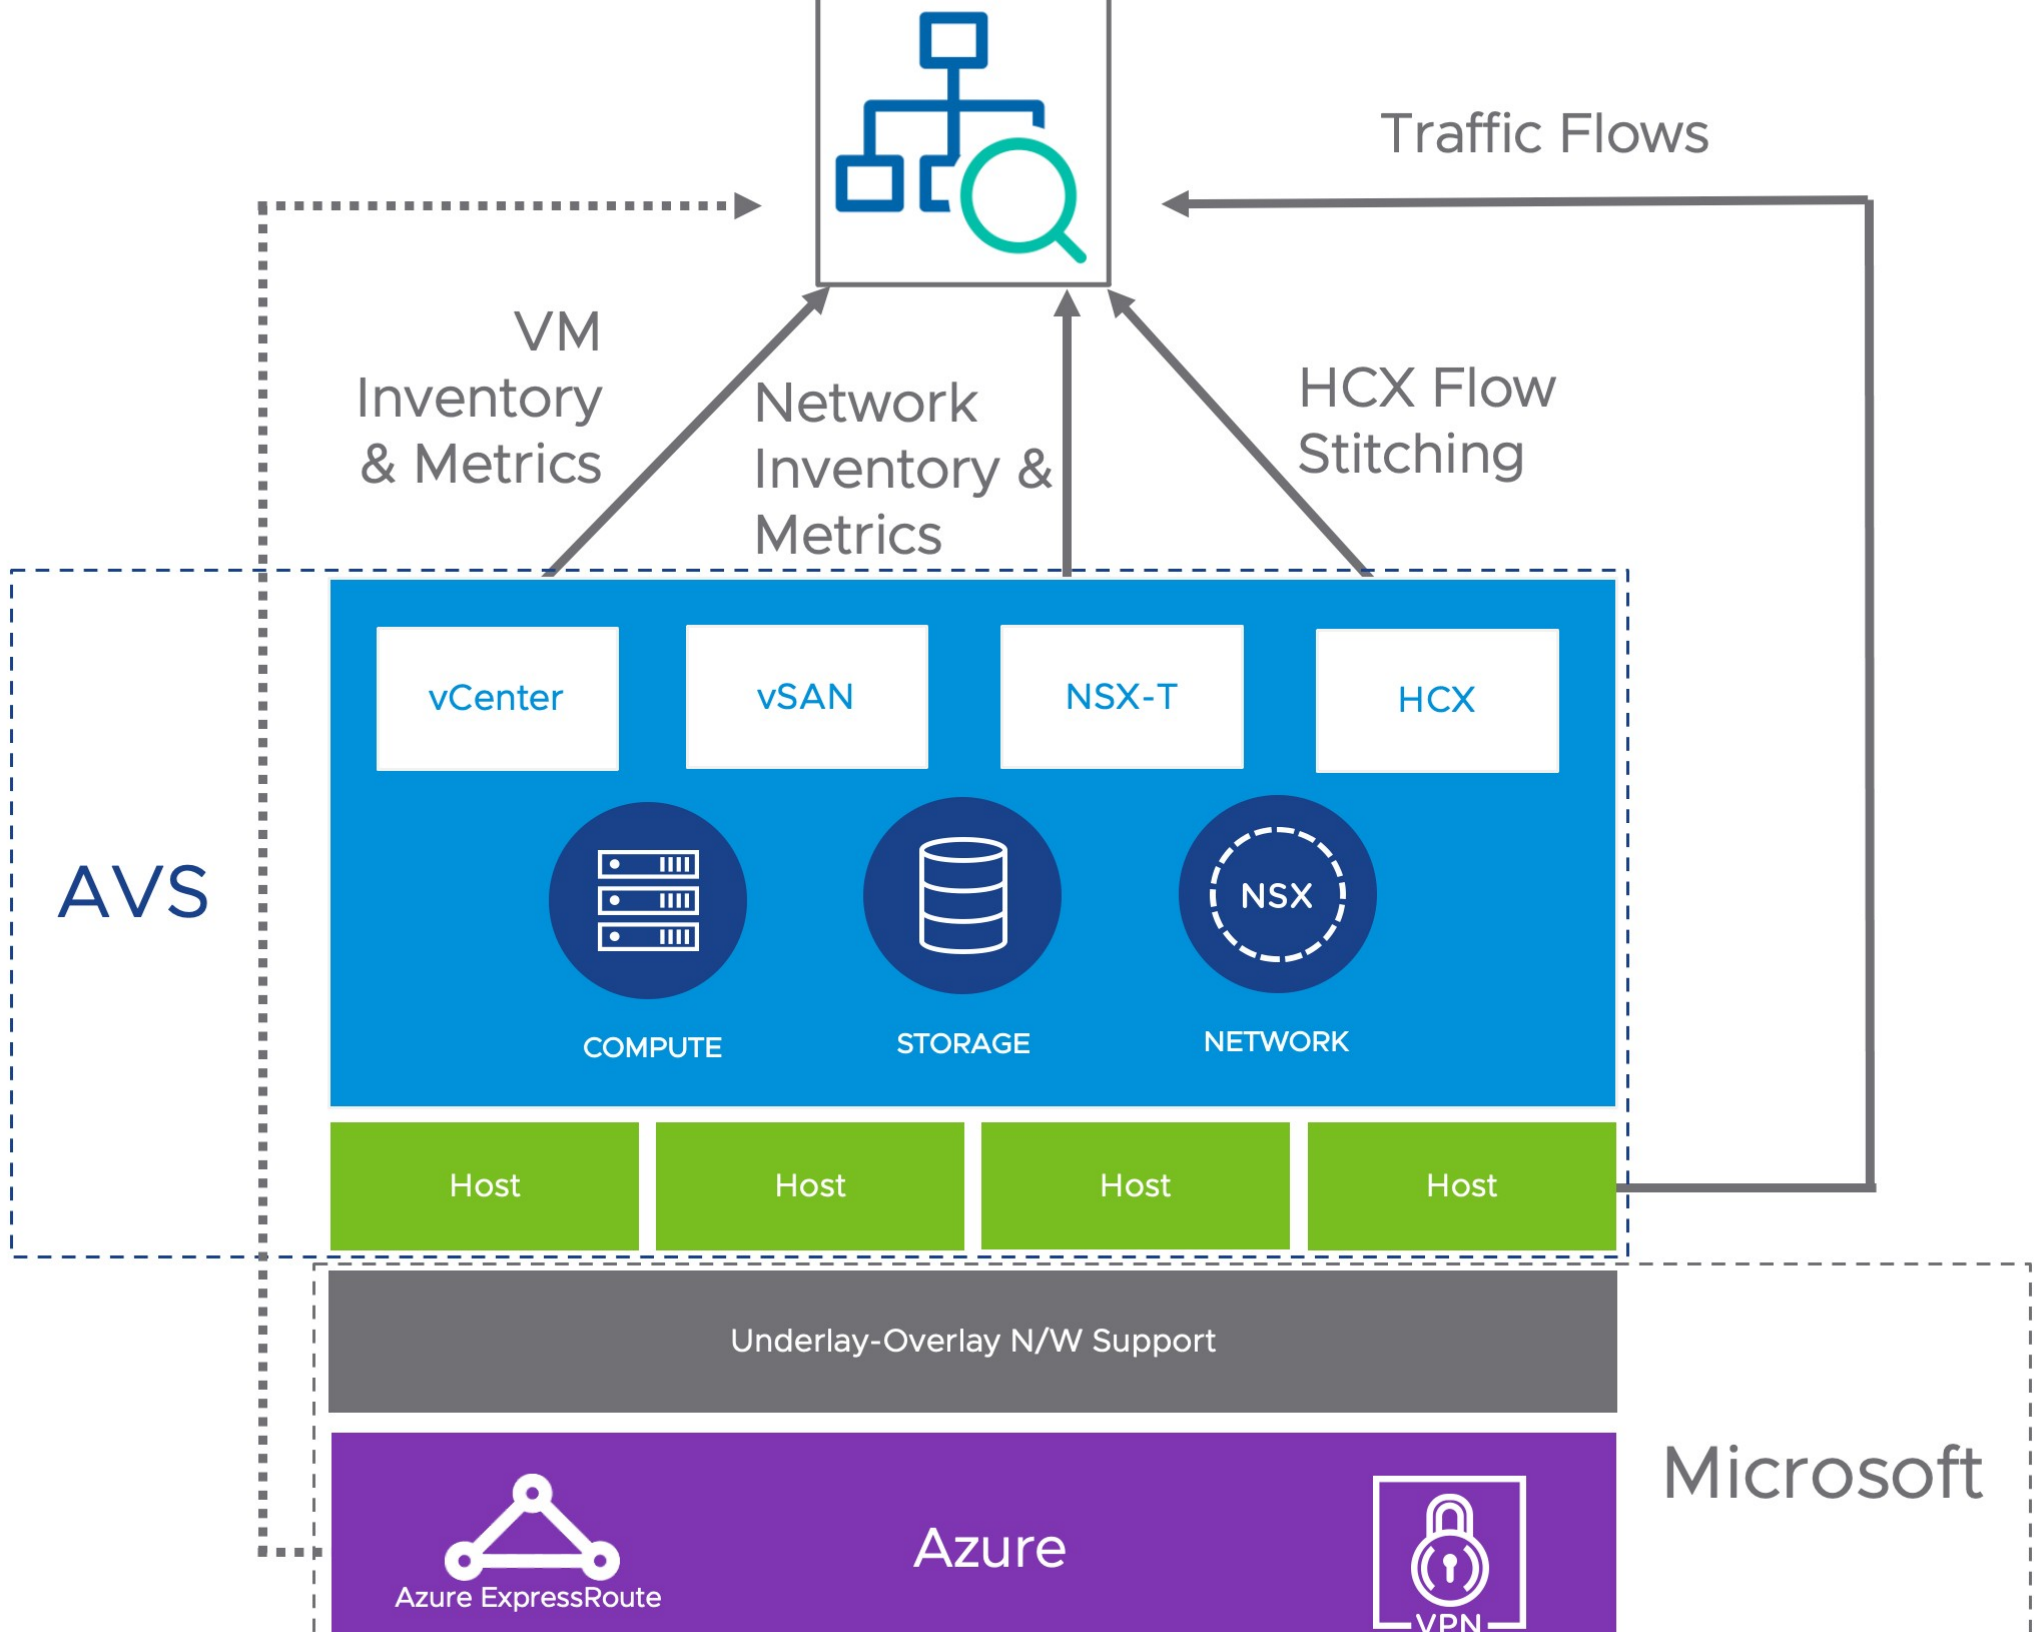 Traffic Flows
VM
Inventory
& Metrics
Network
Inventory &
Metrics
HCX Flow
Stitching
vCenter
vSAN
NSX-T
HCX
AVS
NSX
COMPUTE
STORAGE
NETWORK
Host
Host
Host
Host
Underlay-Overlay N/W Support
Microsoft
Azure
Azure ExpressRoute
VPN